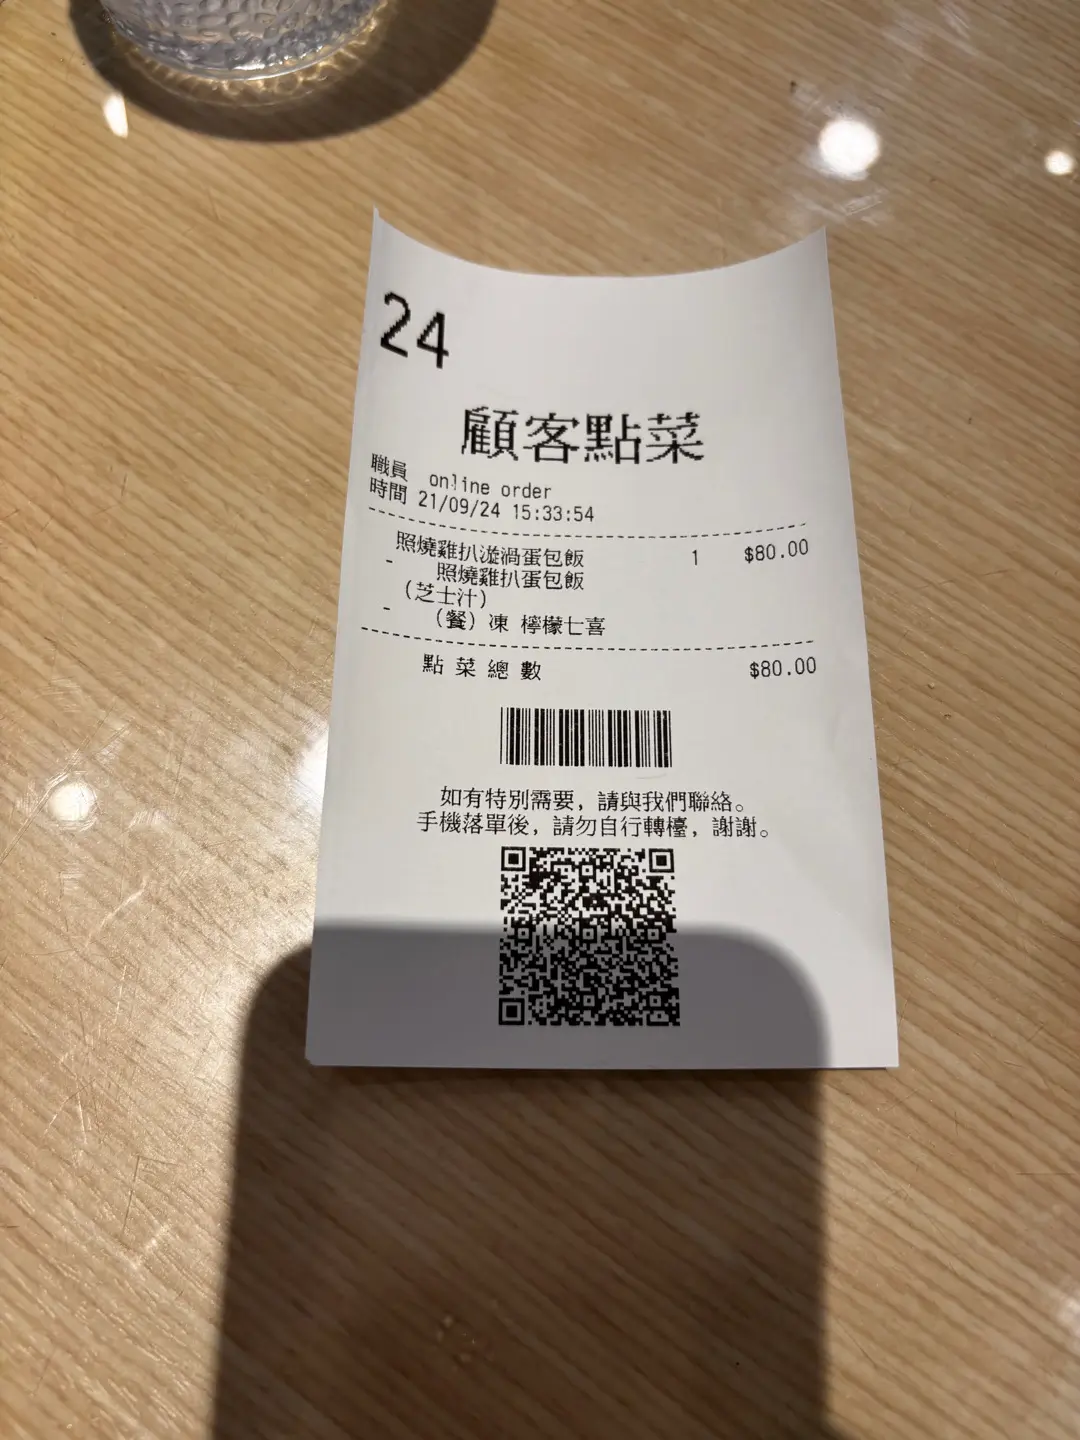 24
顧客點菜
職員 online order
時間 21/09/24 15:33:54
照燒雞扒漩渦蛋包飯 1 $80.00
- 照燒雞扒蛋包飯
(芝士汁)
- (餐) 凍 檸檬七喜
點菜總數 $80.00
如有特別需要, 請與我們聯絡。
手機落單後, 請勿自行轉檯, 謝謝。